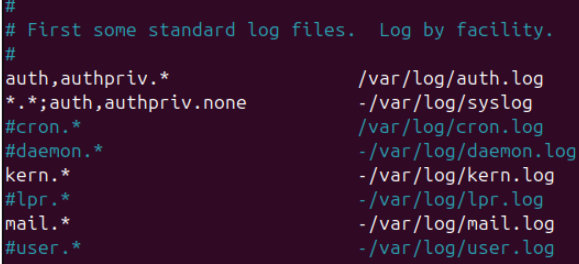 #
# First some standard log files.  Log by facility.
#
auth,authpriv.*                 /var/log/auth.log
*.*;auth,authpriv.none          -/var/log/syslog
#cron.*                         /var/log/cron.log
#daemon.*                       -/var/log/daemon.log
kern.*                          -/var/log/kern.log
#lpr.*                          -/var/log/lpr.log
mail.*                          -/var/log/mail.log
#user.*                         -/var/log/user.log